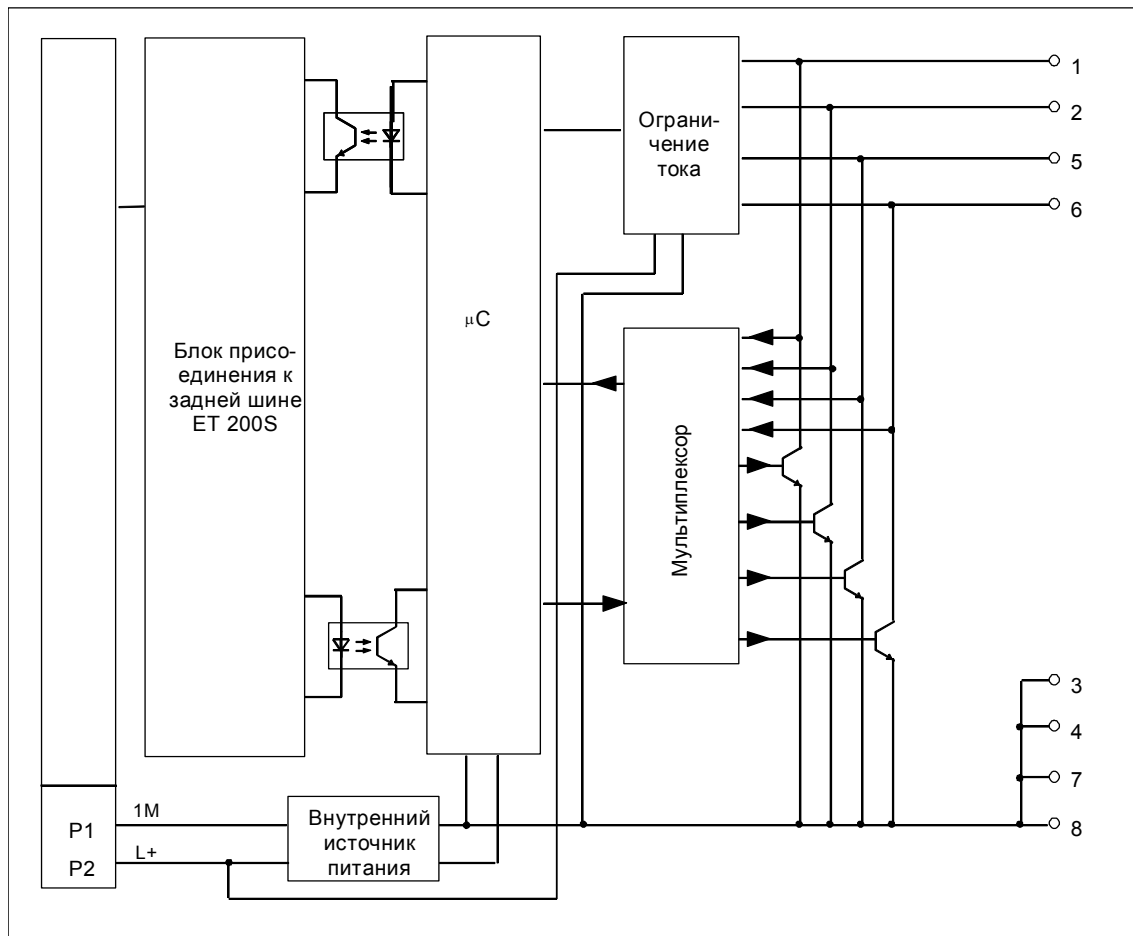 Блок присо-
единения к
задней шине
ET 200S
μC
Ограни-
чение
тока
Мультиплексор
1
2
5
6
3
4
7
8
P1
P2
1M
L+
Внутренний
источник
питания